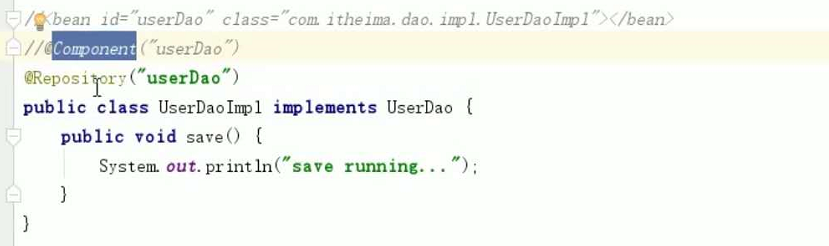 //<bean id="userDao" class="com.itheima.dao.impl.UserDaoImpl"></bean>
//@Component("userDao")
@Repository("userDao")
public class UserDaoImpl implements UserDao {
    public void save() {
        System.out.println("save running...");
    }
}